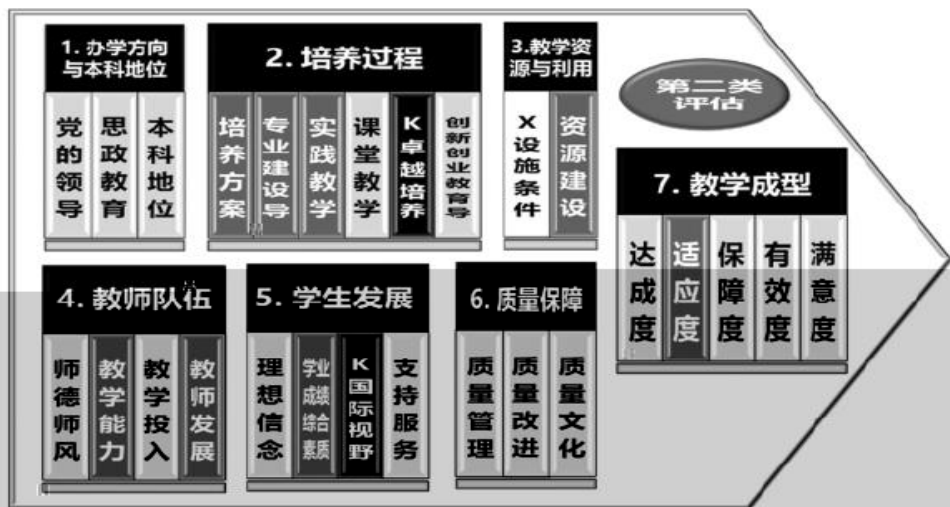 1. 办学方向
与本科地位
党的领导
思政教育
本科地位
2. 培养过程
培养方案
专业建设导
实践教学
课堂教学
K卓越培养
创新创业教育导
3.教学资
源与利用
X设施条件
资源建设
第二类
评估
7. 教学成型
达成度
适应度
保障度
有效度
满意度
4. 教师队伍
师德师风
教学能力
教学投入
教师发展
5. 学生发展
理想信念
学业
成绩
综合
素质
K国际视野
支持服务
6. 质量保障
质量管理
质量改进
质量文化